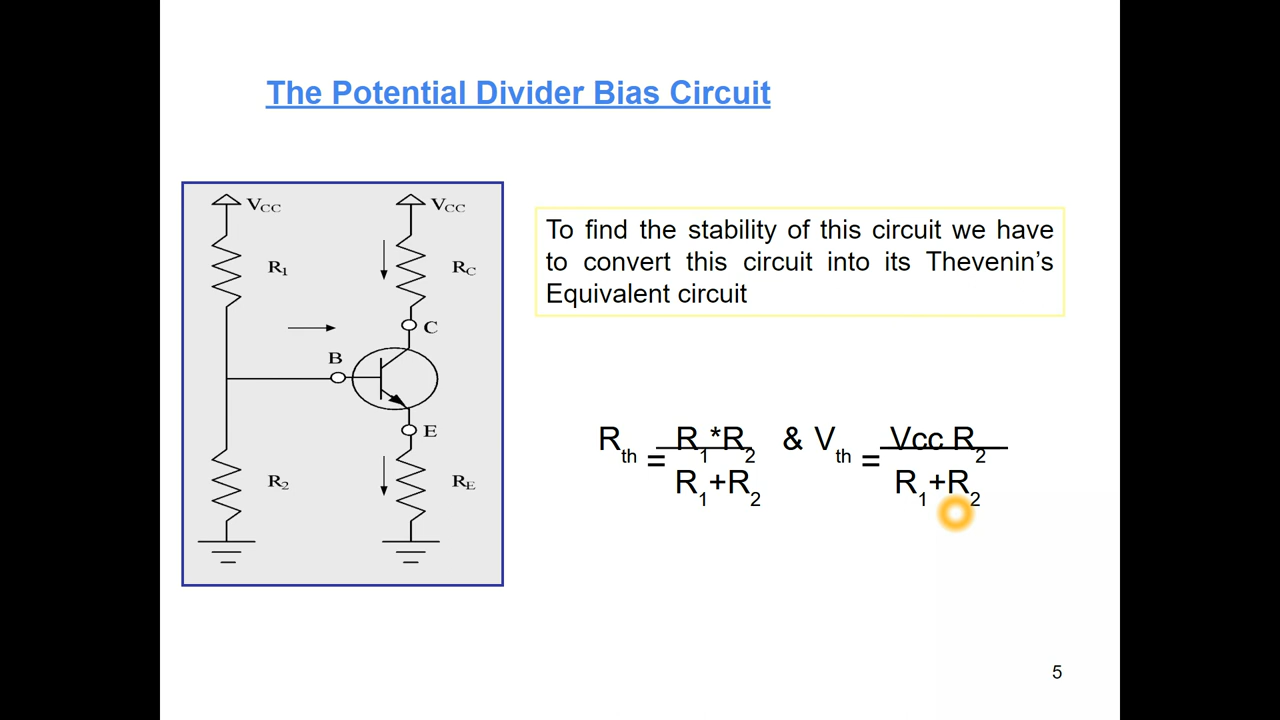 The Potential Divider Bias Circuit
VCC
VCC
R1
RC
C
B
E
R2
RE
To find the stability of this circuit we have
to convert this circuit into its Thevenin's
Equivalent circuit
Rth = R1 *R2 & Vth = Vcc R2
R1+R2 R1+R2
5